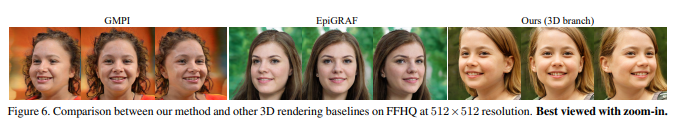 GMPI EpiGRAF Ours (3D branch)
Figure 6. Comparison between our method and other 3D rendering baselines on FFHQ at 512×512 resolution. Best viewed with zoom-in.